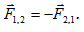 F⃗₁,₂ = −F⃗₂,₁.